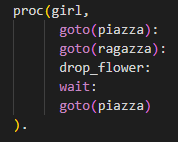 proc(girl,
goto(piazza):
goto(ragazza):
drop_flower:
wait:
goto(piazza)
).